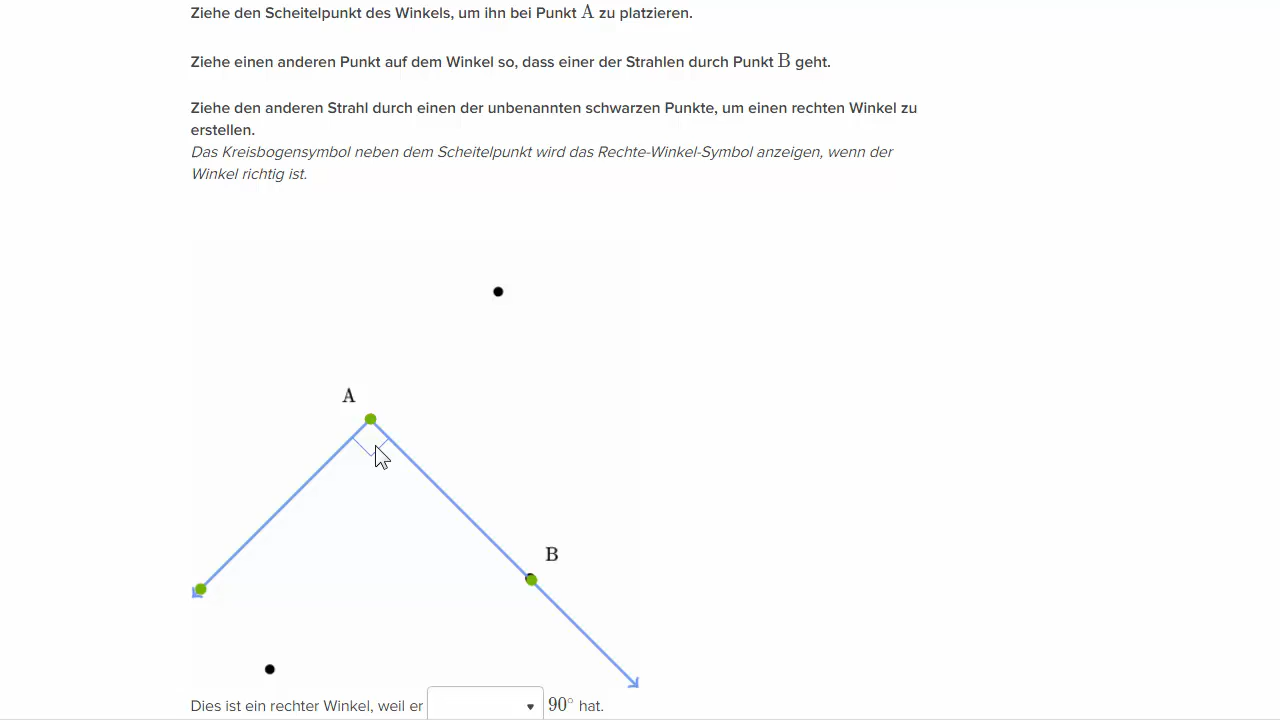 Ziehe den Scheitelpunkt des Winkels, um ihn bei Punkt A zu platzieren.
Ziehe einen anderen Punkt auf dem Winkel so, dass einer der Strahlen durch Punkt B geht.
Ziehe den anderen Strahl durch einen der unbenannten schwarzen Punkte, um einen rechten Winkel zu
erstellen.
Das Kreisbogensymbol neben dem Scheitelpunkt wird das Rechte-Winkel-Symbol anzeigen, wenn der
Winkel richtig ist.
A
B
Dies ist ein rechter Winkel, weil er 90° hat.